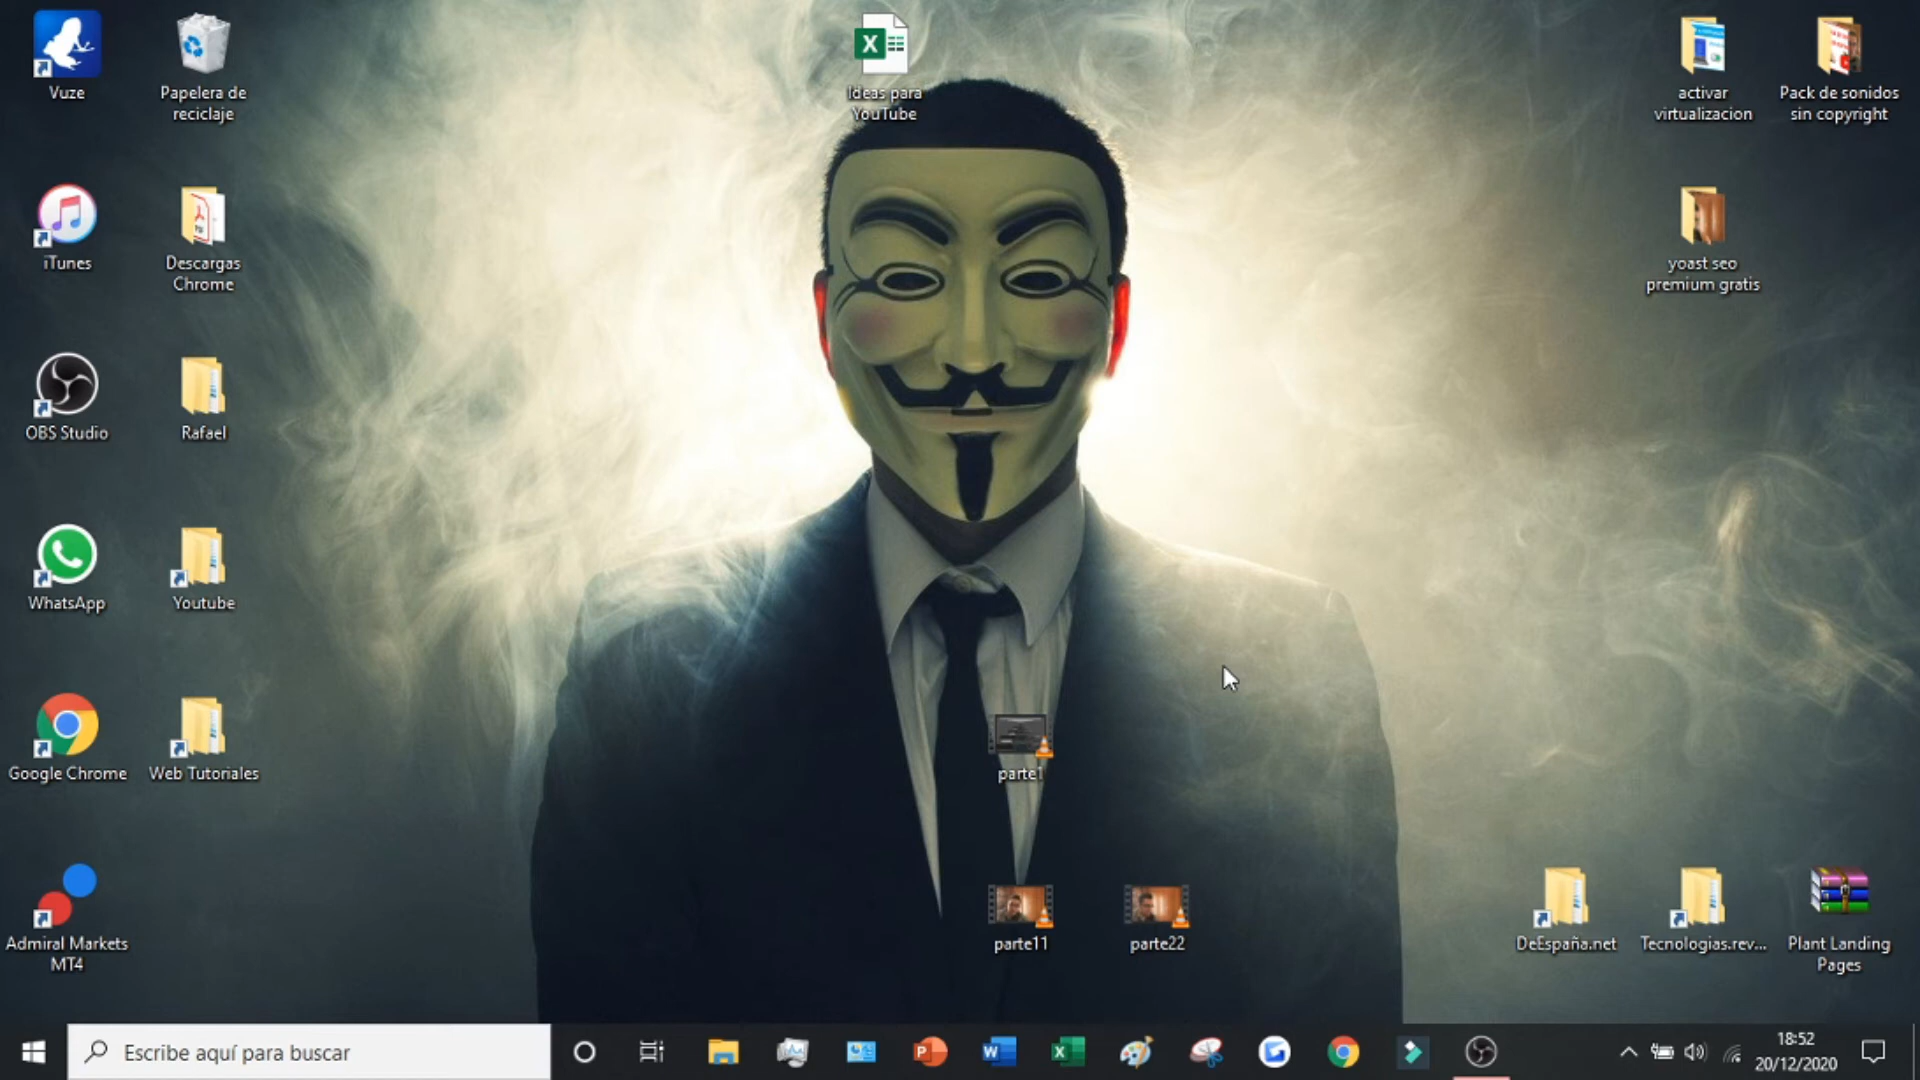 Vuze
Papelera de
reciclaje
Ideas para
YouTube
activar
virtualizacion
Pack de sonidos
sin copyright
iTunes
Descargas
Chrome
yoast seo
premium gratis
OBS Studio
Rafael
WhatsApp
Youtube
Google Chrome
Web Tutoriales
parte1
Admiral Markets
MT4
parte11
parte22
DeEspaña.net
Tecnologias.rev...
Plant Landing
Pages
Escribe aquí para buscar
18:52
20/12/2020